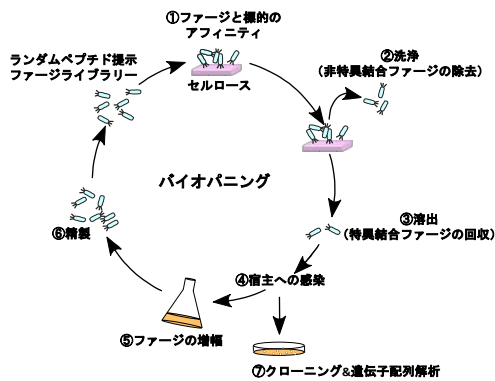 ①ファージと標的の
アフィニティ
ランダムペプチド提示
ファージライブラリー
セルロース
②洗浄
(非特異結合ファージの除去)
バイオパニング
③溶出
(特異結合ファージの回収)
⑥精製
④宿主への感染
⑤ファージの増幅
⑦クローニング&遺伝子配列解析